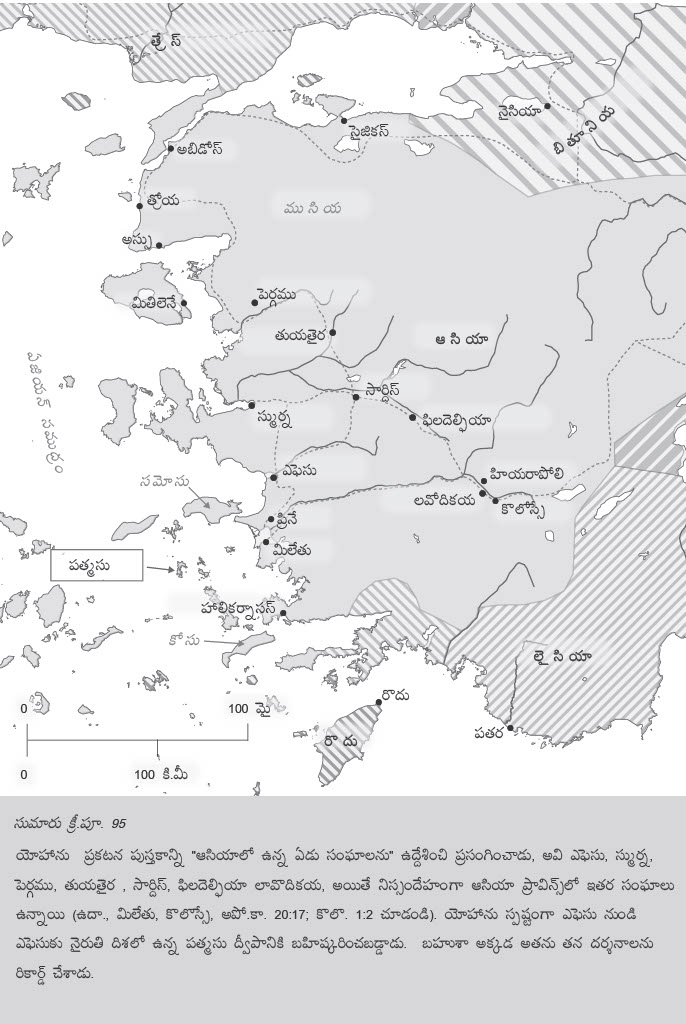 త్రేస్
నైసియా
బితూనియ
సైజికస్
అబిడోస్
త్రోయ
ముసియ
అస్సు
పెర్గము
మితిలెనే
తుయతైర
ఆసియా
ఏజియన్ సముద్రం
సార్దిస్
స్ముర్న
ఫిలదెల్ఫియా
ఎఫెసు
హియరాపోలి
సమోసు
లవోదికయ
కొలొస్సే
ప్రినే
మిలేతు
పత్మసు
హాలికర్నాసస్
కోసు
లైసియా
రొదు
0
100 మై
పతర
రొదు
0
100 కి.మీ
సుమారు క్రీ.పూ. 95
యోహాను ప్రకటన పుస్తకాన్ని "ఆసియాలో ఉన్న ఏడు సంఘాలను" ఉద్దేశించి ప్రసంగించాడు, అవి ఎఫెసు, స్ముర్న,
పెర్గము, తుయతైర , సార్దిస్, ఫిలదెల్ఫియా లావొదికయ, అయితే నిస్సందేహంగా ఆసియా ప్రావిన్స్‌లో ఇతర సంఘాలు
ఉన్నాయి (ఉదా., మిలేతు, కొలొస్సే, అపో.కా. 20:17; కొలొ. 1:2 చూడండి). యోహాను స్పష్టంగా ఎఫెసు నుండి
ఎఫెసుకు నైరుతి దిశలో ఉన్న పత్మసు ద్వీపానికి బహిష్కరించబడ్డాడు. బహుశా అక్కడ అతను తన దర్శనాలను
రికార్డ్ చేశాడు.